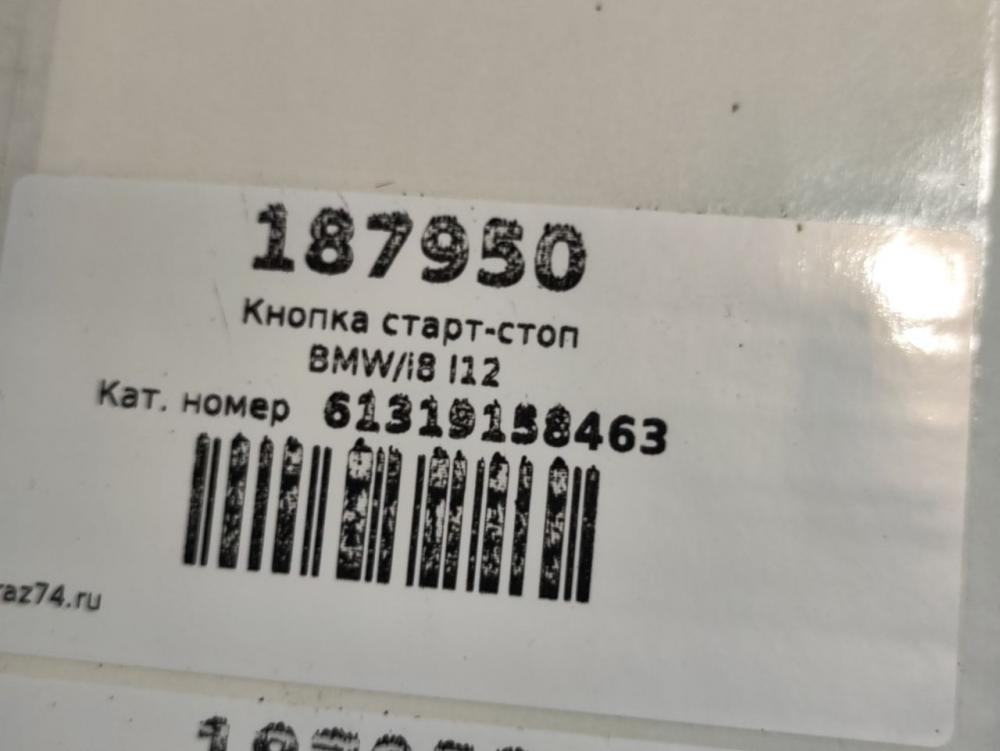 187950
Кнопка старт-стоп
BMW/i8 I12
Кат. номер 61319158463
raz74.ru